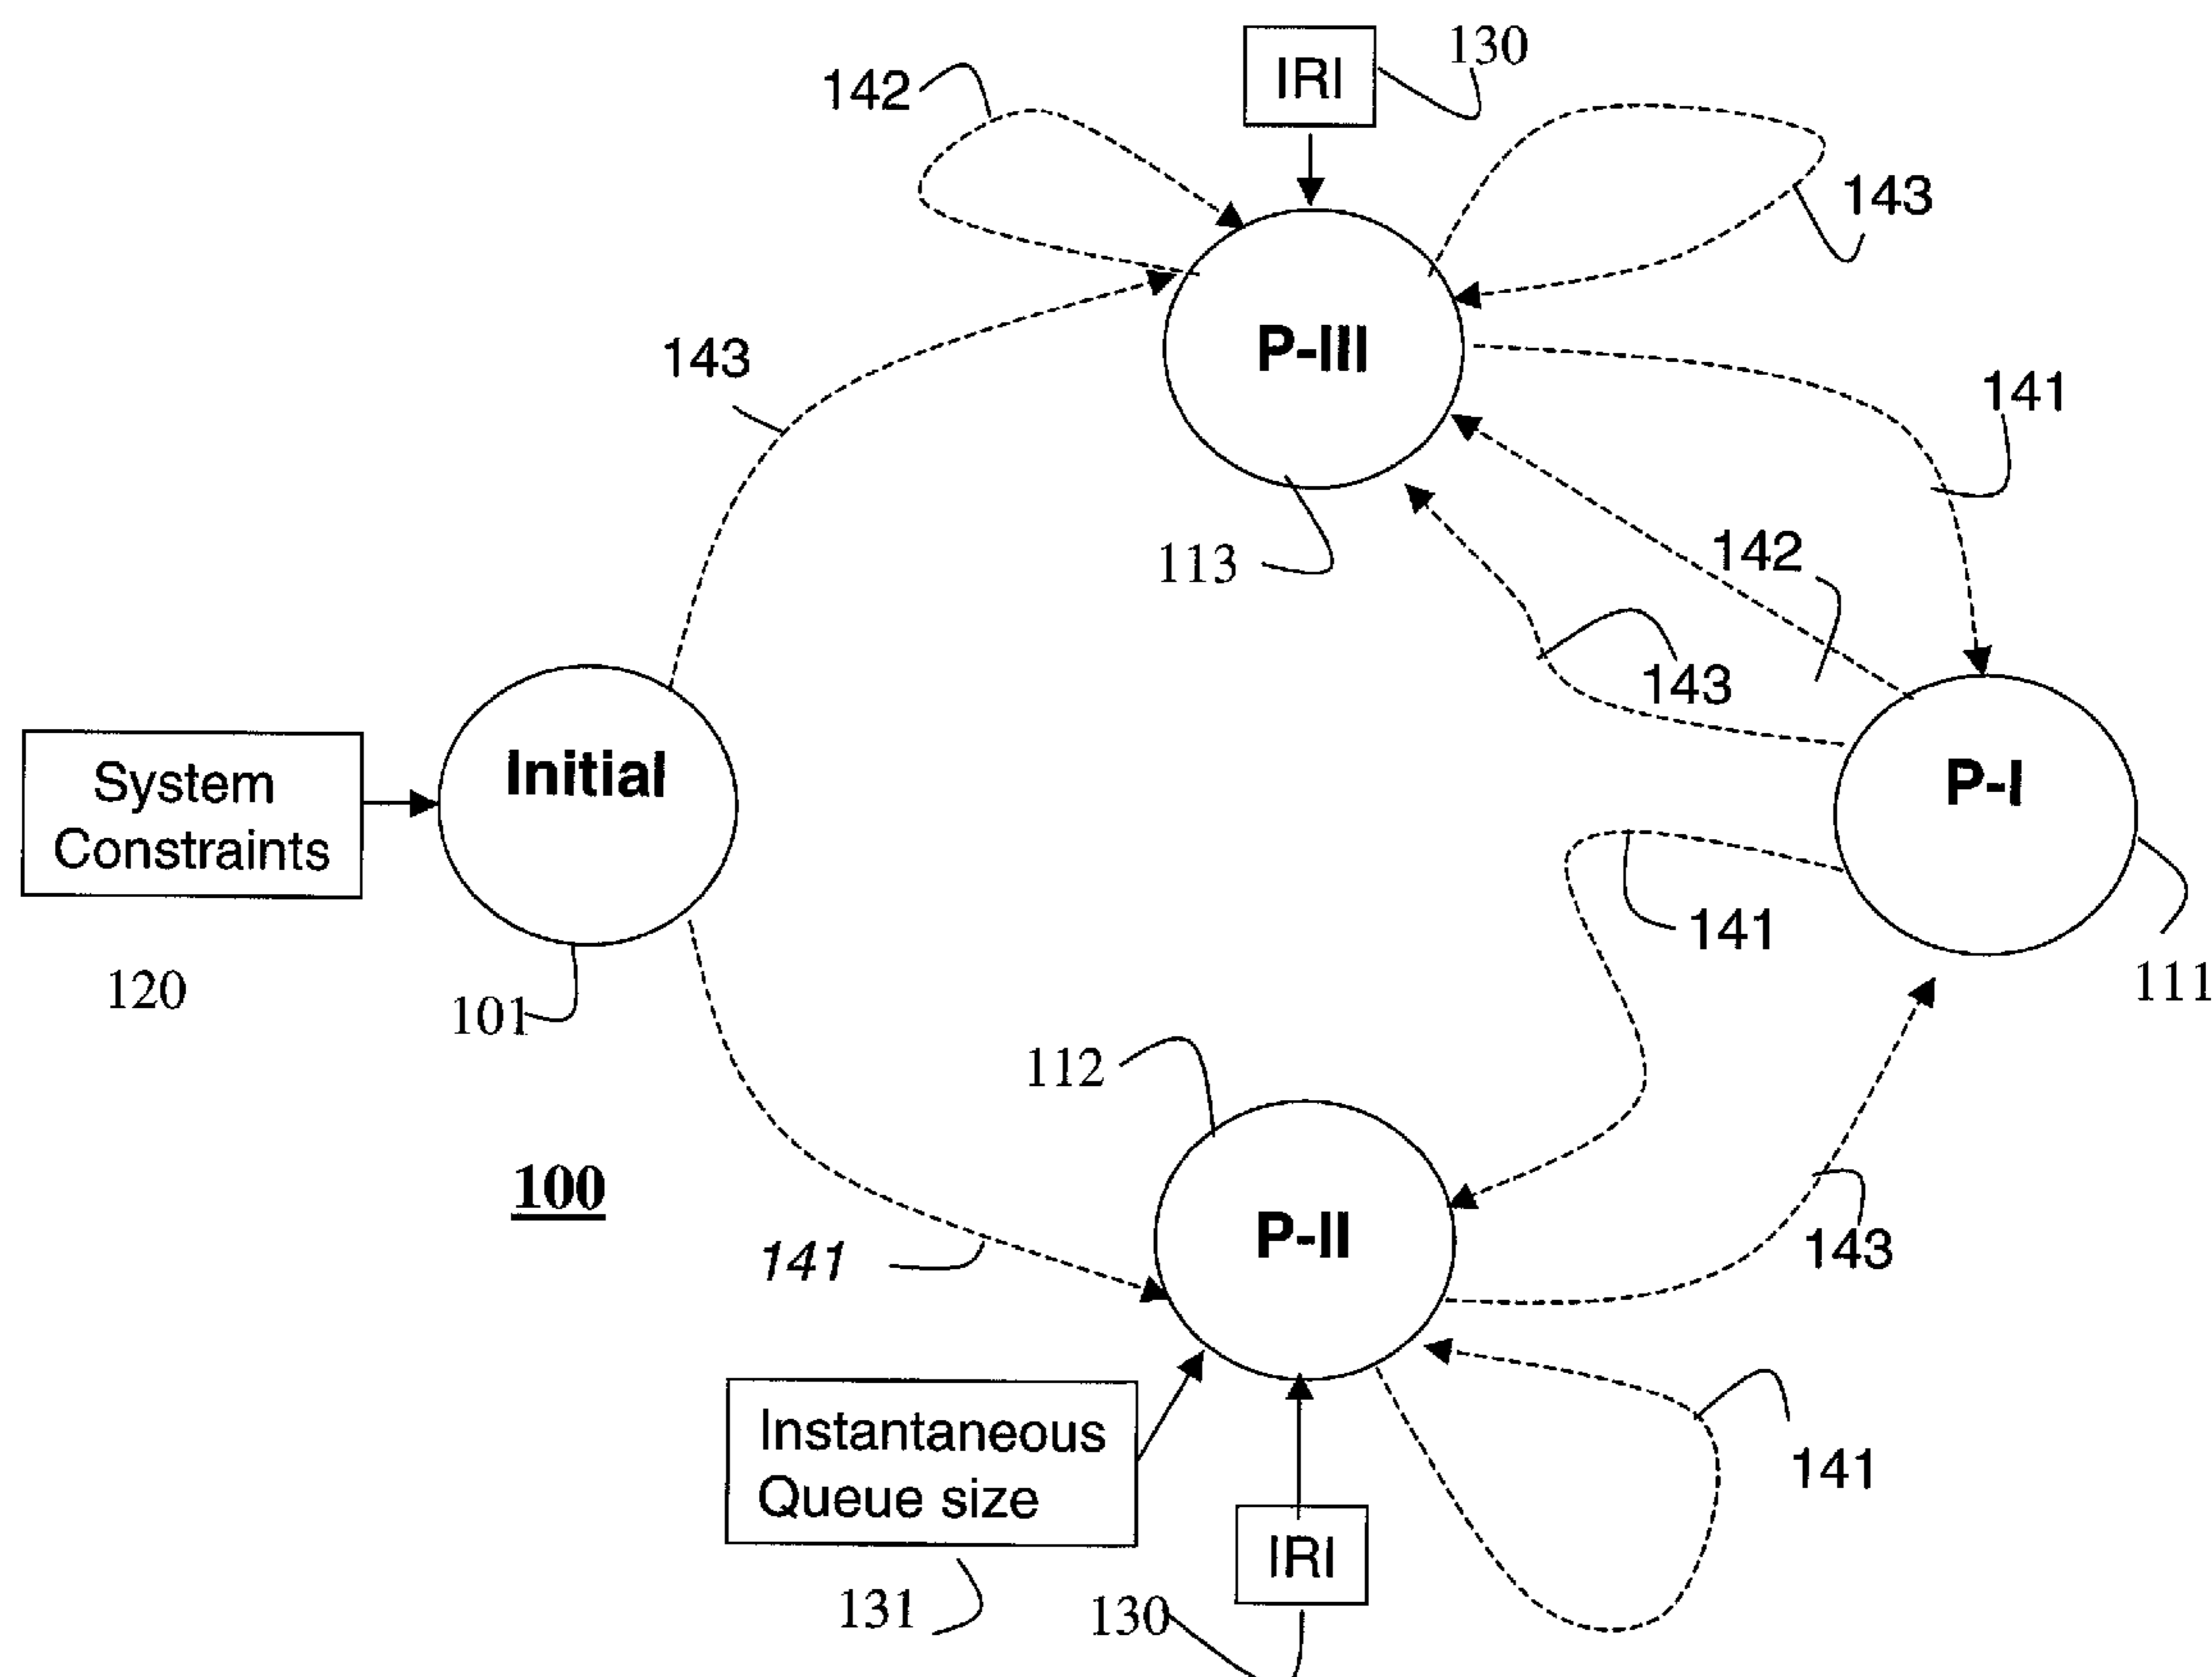 IRI
130
142
143
143
P-III
141
142
113
143
Initial
System
Constraints
P-I
141
120
101
111
112
100
P-II
141
143
Instantaneous
Queue size
141
IRI
131
130